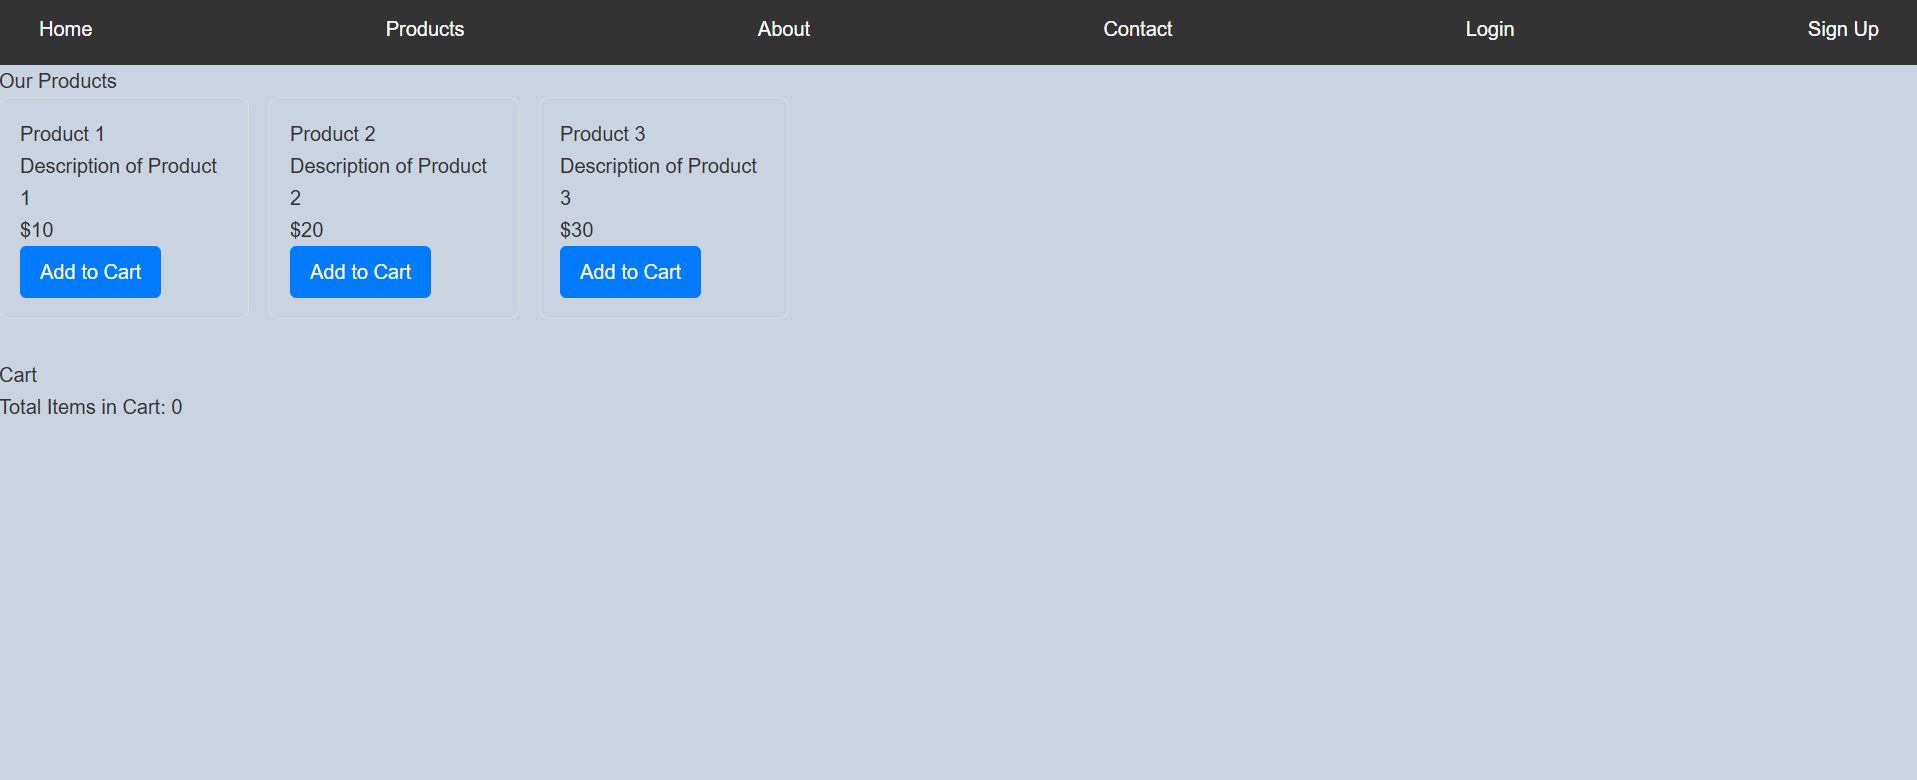 Home Products About Contact Login Sign Up
Our Products
Product 1
Description of Product
1
$10
Add to Cart
Product 2
Description of Product
2
$20
Add to Cart
Product 3
Description of Product
3
$30
Add to Cart
Cart
Total Items in Cart: 0